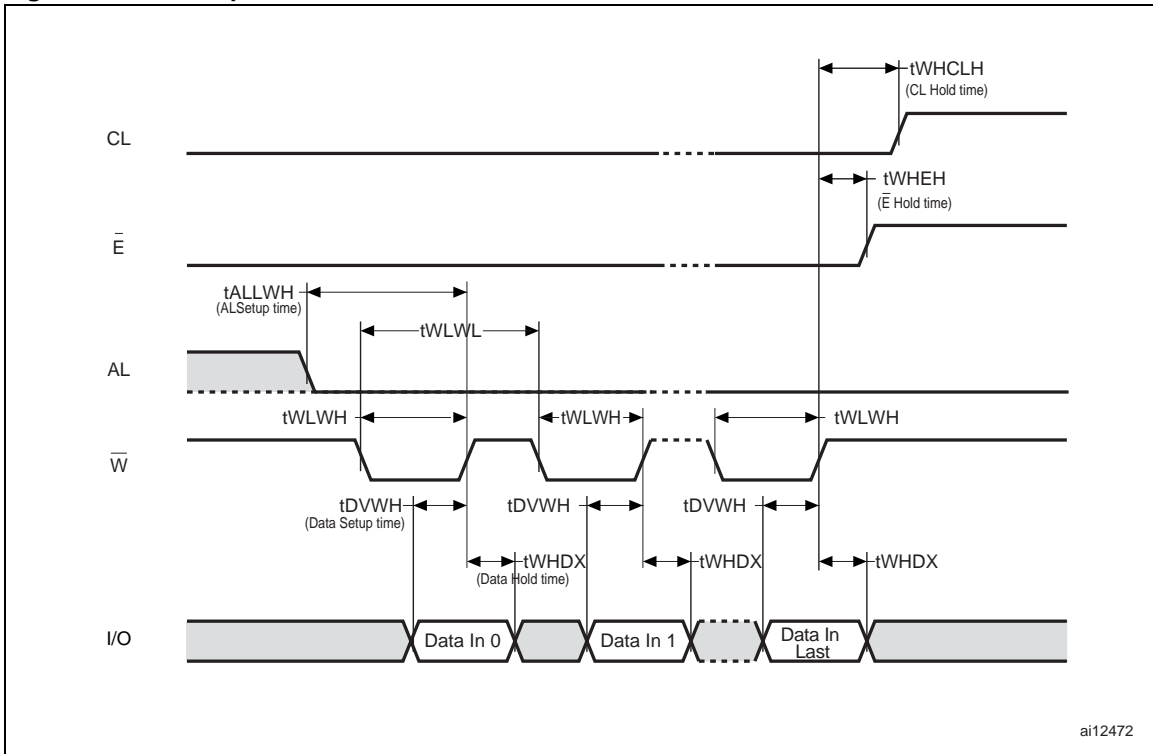 tWHCLH
(CL Hold time)
CL
tWHEH
(E̅ Hold time)
E̅
tALLWH
(ALSetup time)
tWLWL
AL
tWLWH
tWLWH
tWLWH
W̅
tDVWH
(Data Setup time)
tDVWH
tDVWH
tWHDX
(Data Hold time)
tWHDX
tWHDX
I/O
Data In 0
Data In 1
Data In
Last
ai12472